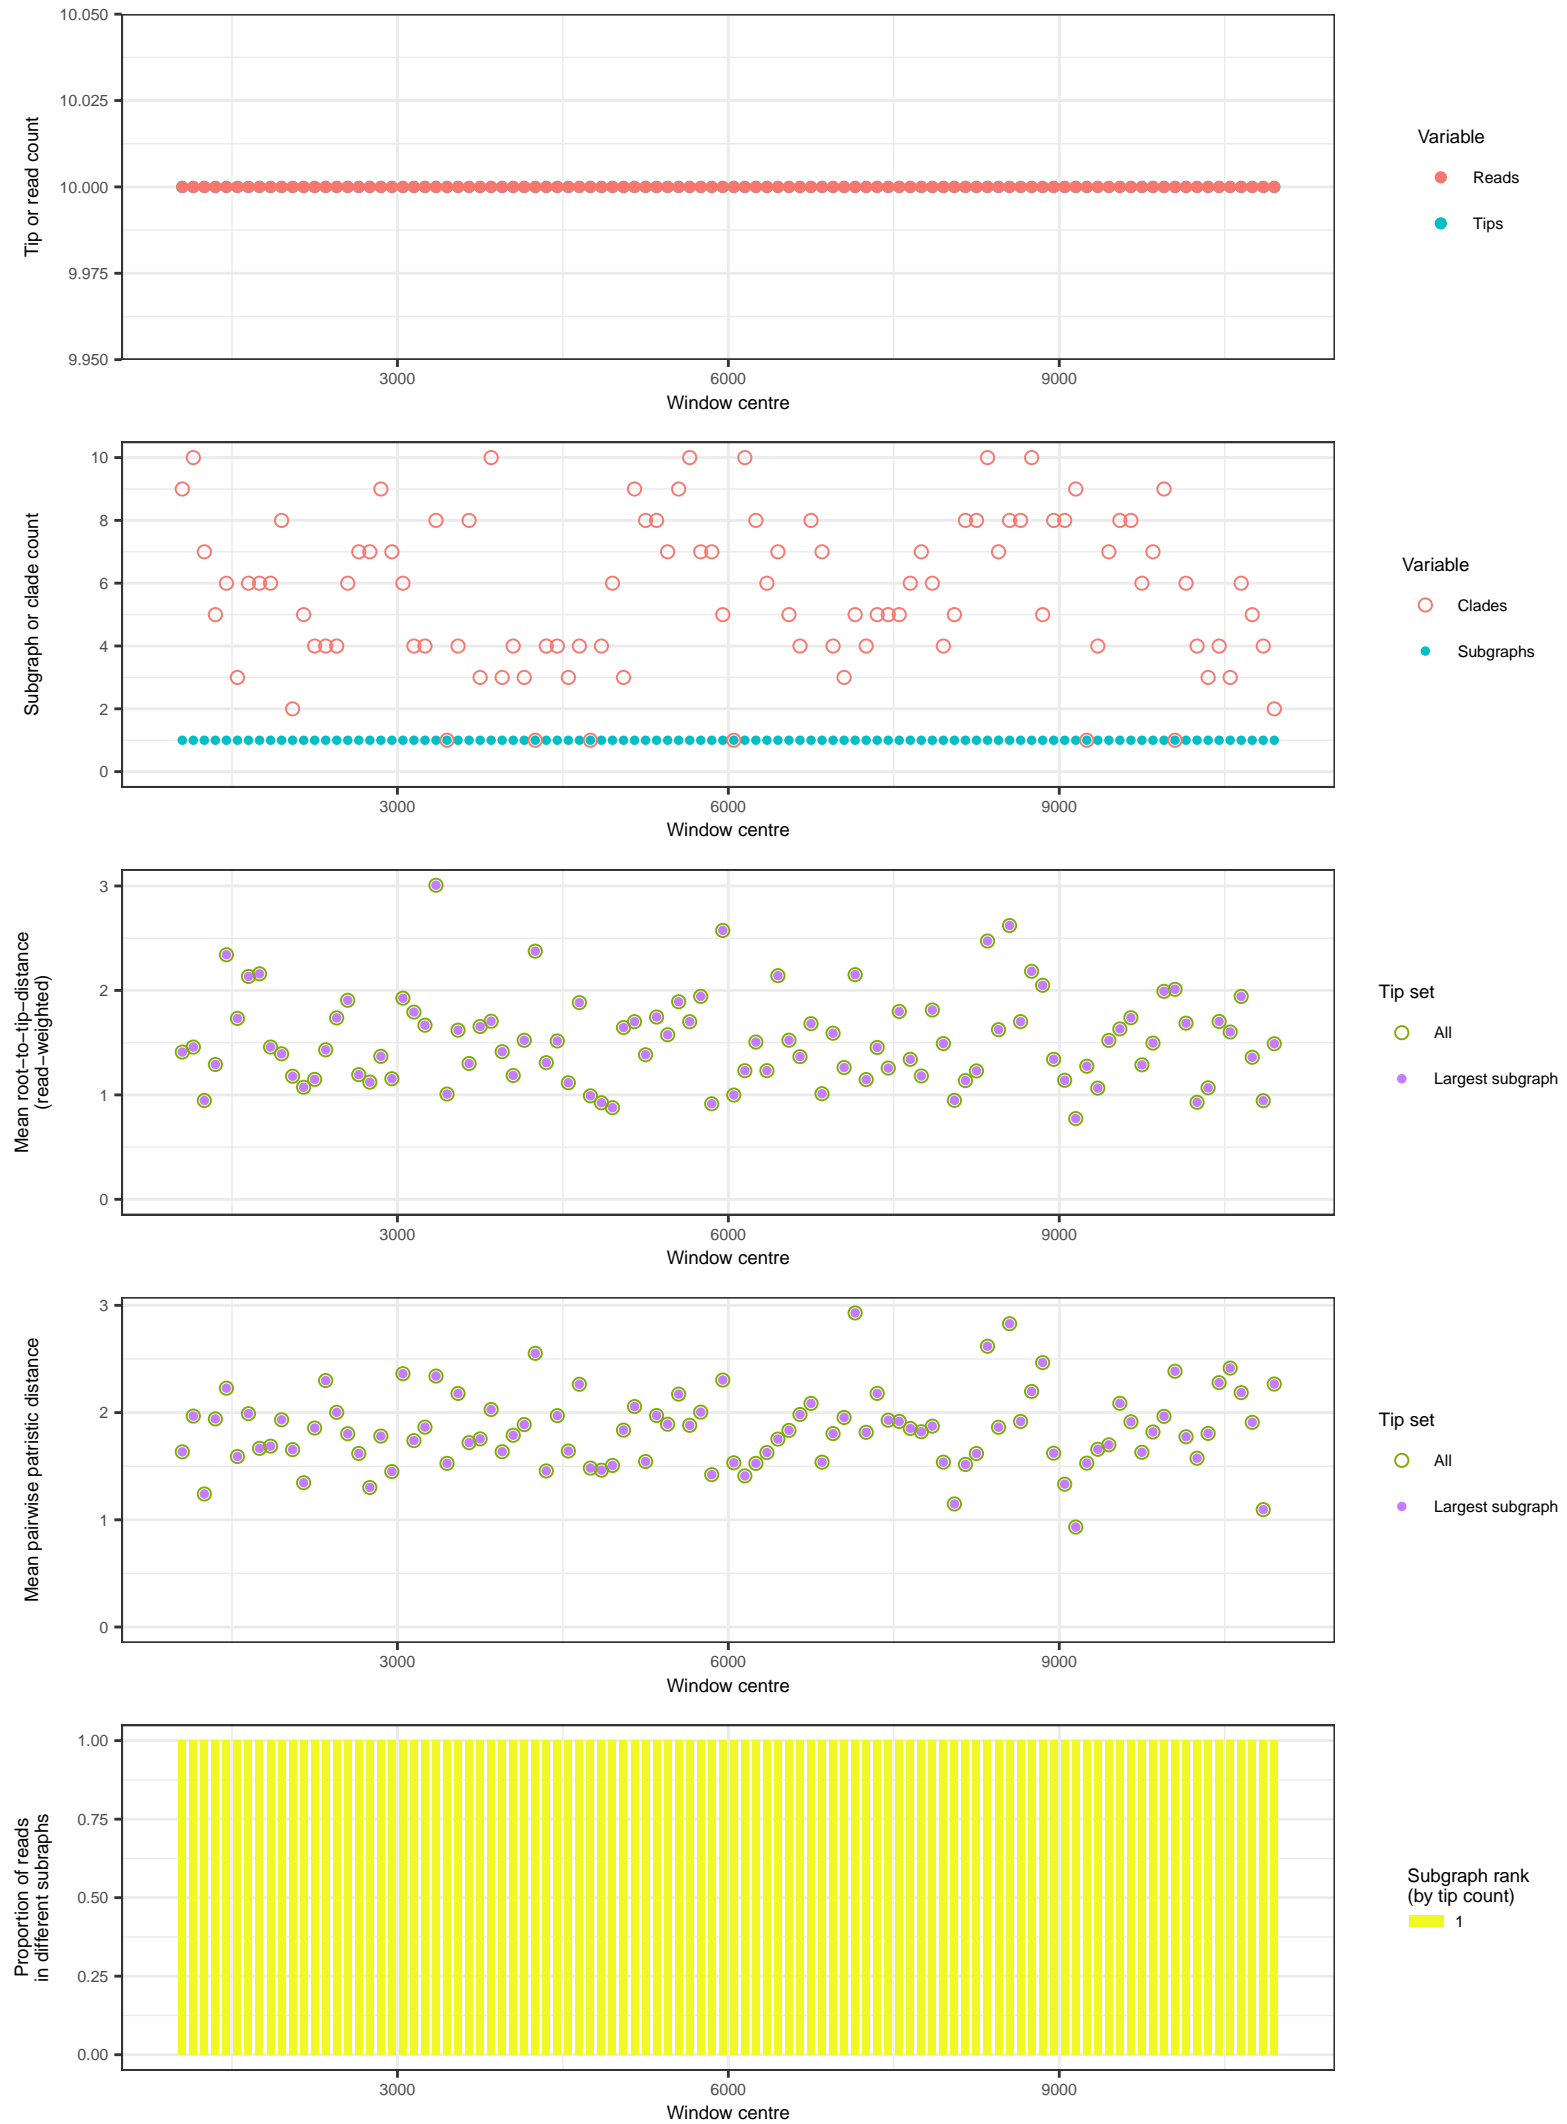 10.050
10.025
10.000
9.975
9.950
Tip or read count
3000
6000
9000
Window centre
Variable
Reads
Tips
10
8
6
4
2
0
Subgraph or clade count
3000
6000
9000
Window centre
Variable
Clades
Subgraphs
3
2
1
0
Mean root−to−tip−distance
(read−weighted)
3000
6000
9000
Window centre
Tip set
All
Largest subgraph
3
2
1
0
Mean pairwise patristic distance
3000
6000
9000
Window centre
Tip set
All
Largest subgraph
1.00
0.75
0.50
0.25
0.00
Proportion of reads
in different subraphs
3000
6000
9000
Window centre
Subgraph rank
(by tip count)
1